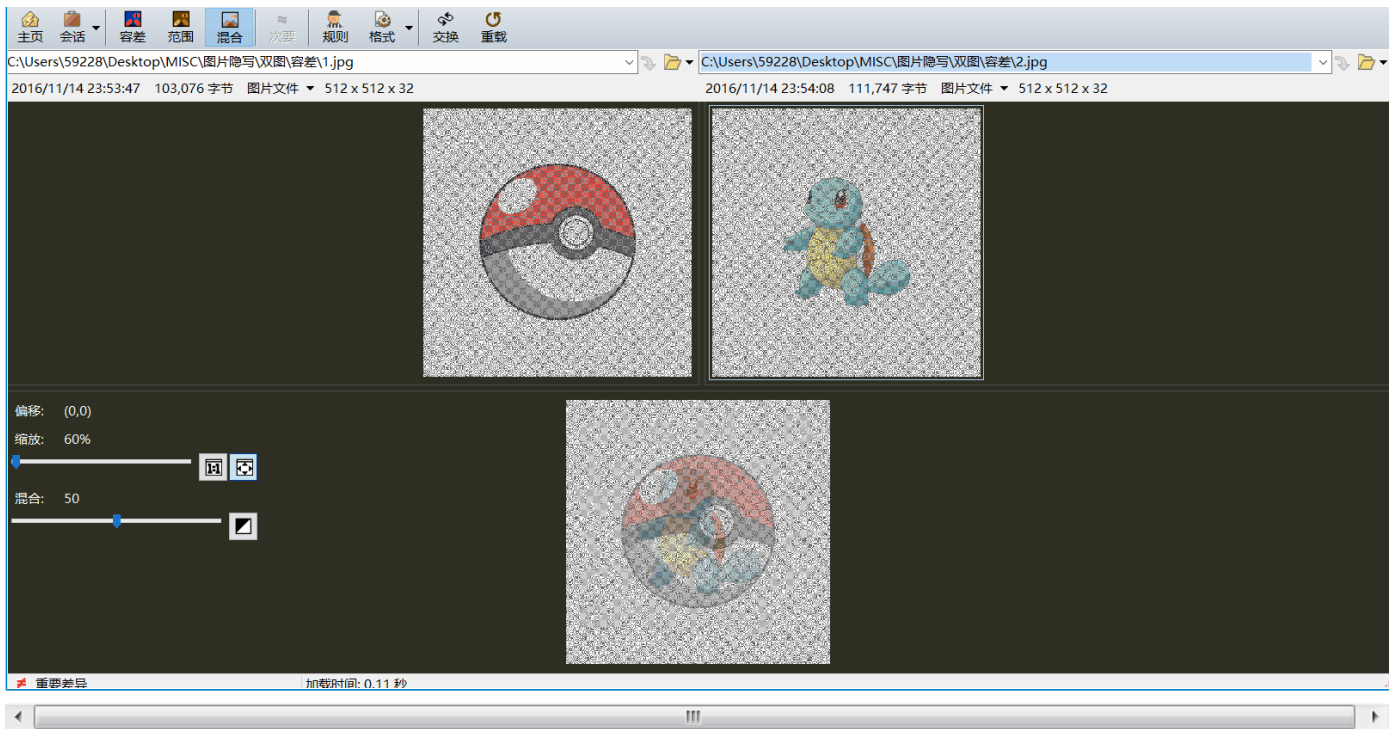 主页 会话 容差 范围 混合 次要 规则 格式 交换 重载
C:\Users\59228\Desktop\MISC\图片隐写\双图\容差\1.jpg C:\Users\59228\Desktop\MISC\图片隐写\双图\容差\2.jpg
2016/11/14 23:53:47 103,076 字节 图片文件 512 x 512 x 32 2016/11/14 23:54:08 111,747 字节 图片文件 512 x 512 x 32
偏移: (0,0)
缩放: 60%
1:1
混合: 50
重要差异 加载时间: 0.11 秒